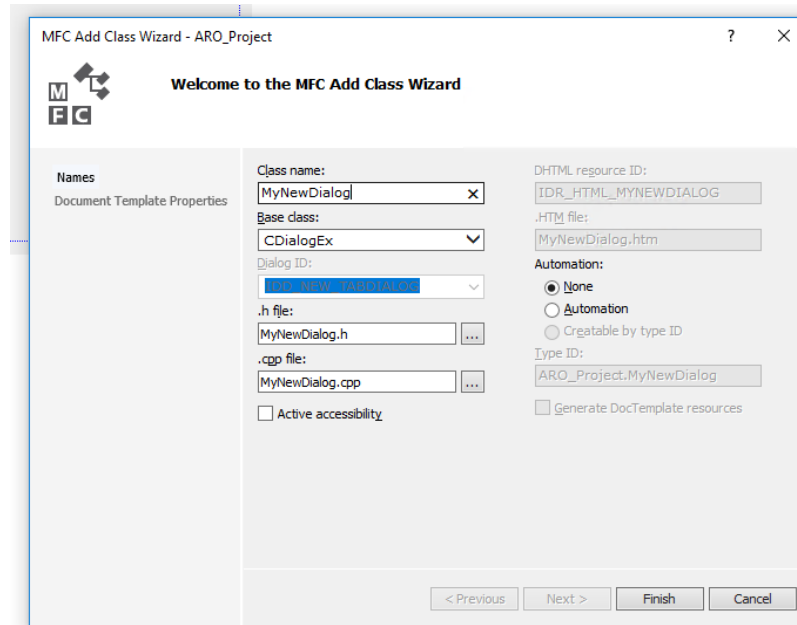 MFC Add Class Wizard - ARO_Project
?
MFC
Welcome to the MFC Add Class Wizard
Names
Document Template Properties
Class name:
MyNewDialog
Base class:
CDialogEx
Dialog ID:
IDD_NEW_TABDIALOG
.h file:
MyNewDialog.h
...
.cpp file:
MyNewDialog.cpp
...
Active accessibility
DHTML resource ID:
IDR_HTML_MYNEWDIALOG
.HTM file:
MyNewDialog.htm
Automation:
None
Automation
Creatable by type ID
Type ID:
ARO_Project.MyNewDialog
Generate DocTemplate resources
< Previous
Next >
Finish
Cancel